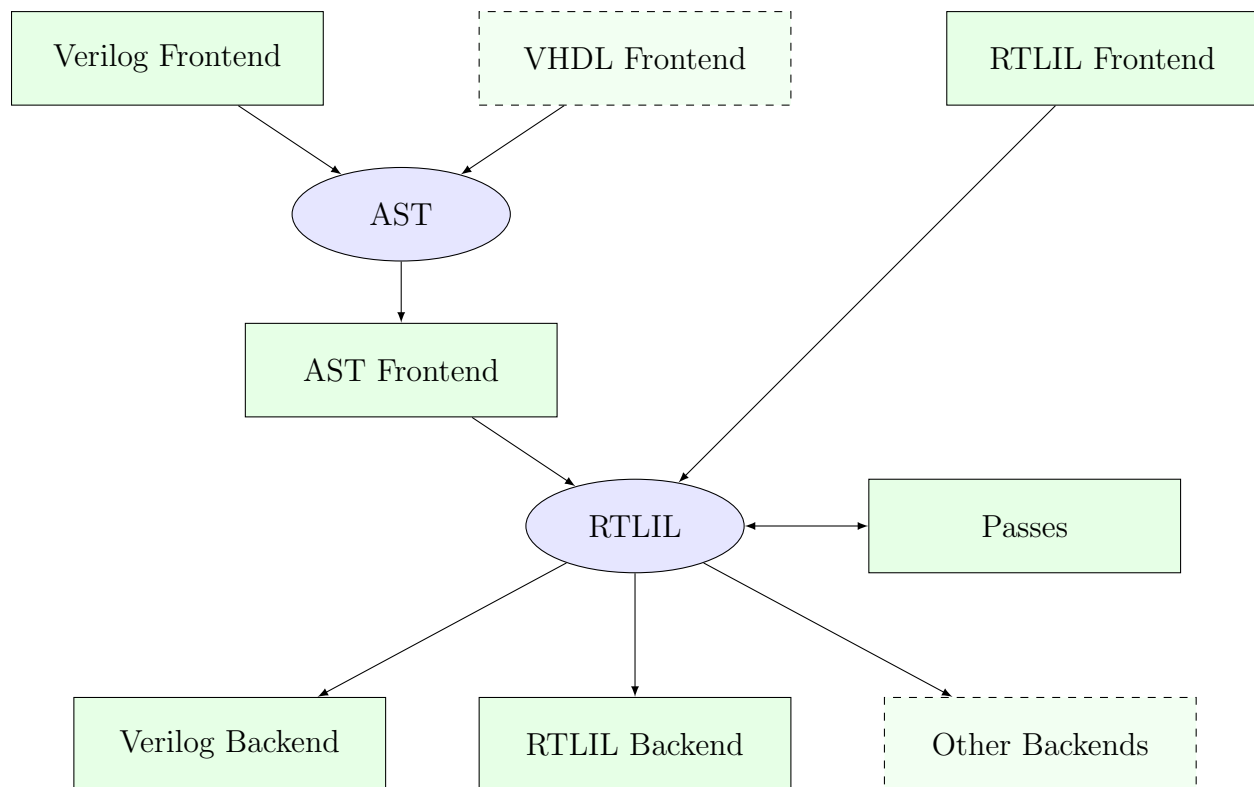 Verilog Frontend
VHDL Frontend
RTLIL Frontend
AST
AST Frontend
RTLIL
Passes
Verilog Backend
RTLIL Backend
Other Backends